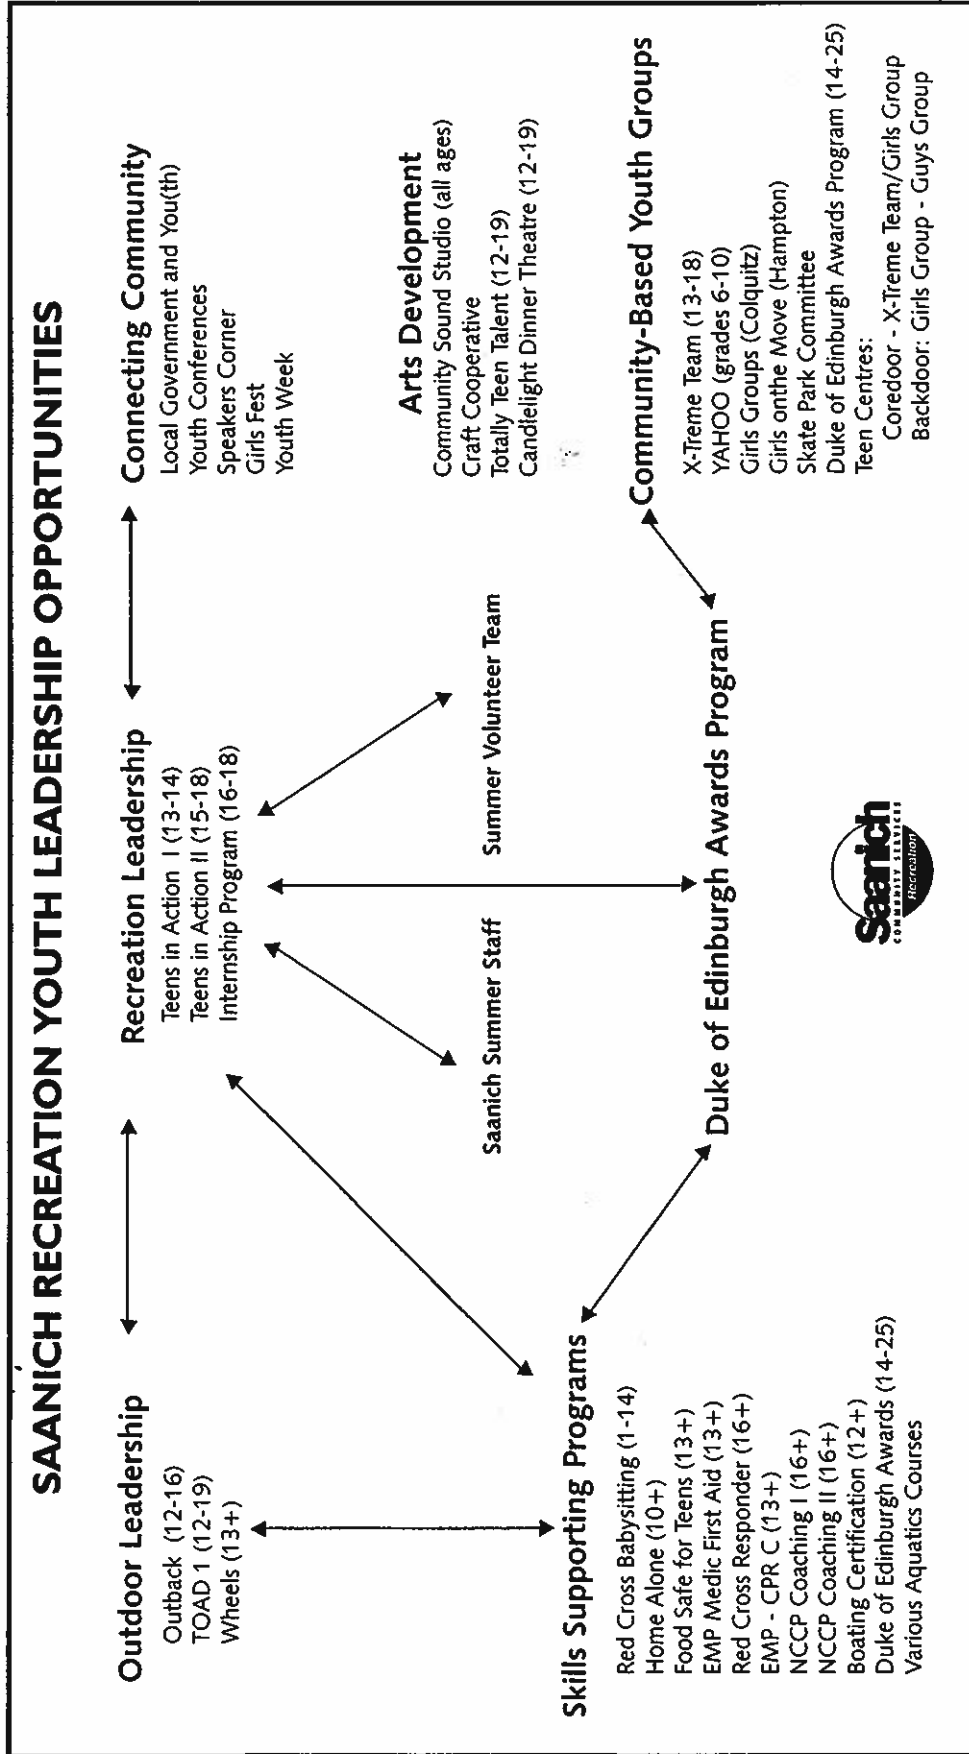 SAANICH RECREATION YOUTH LEADERSHIP OPPORTUNITIES
Outdoor Leadership
Outback (12-16)
TOAD 1 (12-19)
Wheels (13+)
Recreation Leadership
Teens in Action I (13-14)
Teens in Action II (15-18)
Internship Program (16-18)
Connecting Community
Local Government and You(th)
Youth Conferences
Speakers Corner
Girls Fest
Youth Week
Arts Development
Community Sound Studio (all ages)
Craft Cooperative
Totally Teen Talent (12-19)
Candlelight Dinner Theatre (12-19)
Saanich Summer Staff
Summer Volunteer Team
Skills Supporting Programs
Red Cross Babysitting (1-14)
Home Alone (10+)
Food Safe for Teens (13+)
EMP Medic First Aid (13+)
Red Cross Responder (16+)
EMP - CPR C (13+)
NCCP Coaching I (16+)
NCCP Coaching II (16+)
Boating Certification (12+)
Duke of Edinburgh Awards (14-25)
Various Aquatics Courses
Duke of Edinburgh Awards Program
Community-Based Youth Groups
X-Treme Team (13-18)
YAHOO (grades 6-10)
Girls Groups (Colquitz)
Girls onthe Move (Hampton)
Skate Park Committee
Duke of Edinburgh Awards Program (14-25)
Teen Centres:
Coredoor - X-Treme Team/Girls Group
Backdoor: Girls Group - Guys Group
Saanich
COMMUNITY SERVICES
Recreation